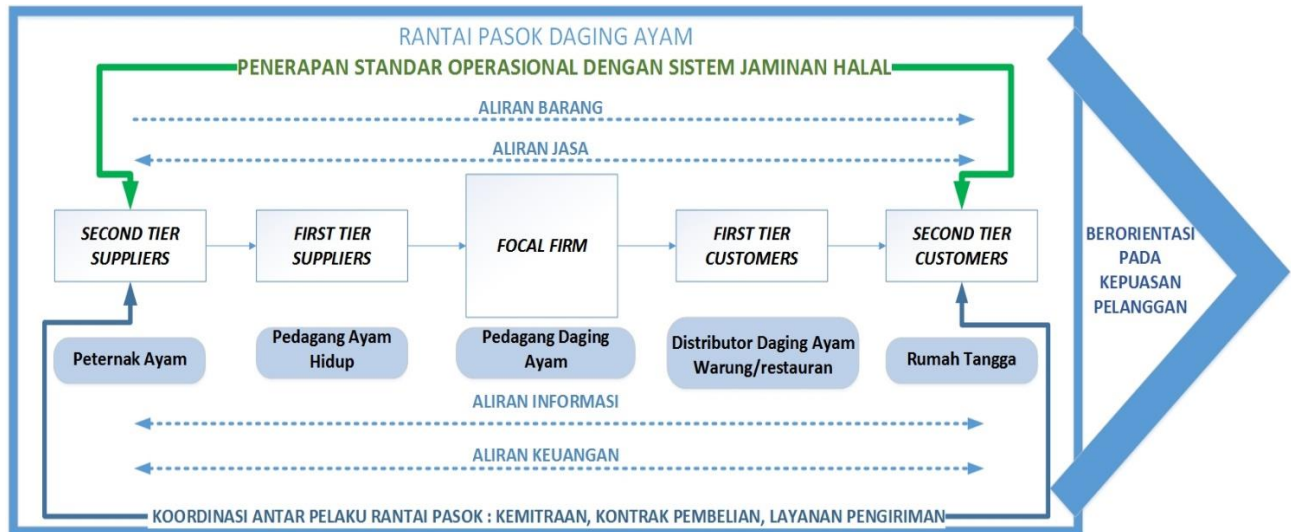 RANTAI PASOK DAGING AYAM
PENERAPAN STANDAR OPERASIONAL DENGAN SISTEM JAMINAN HALAL
ALIRAN BARANG
ALIRAN JASA
SECOND TIER
SUPPLIERS
FIRST TIER
SUPPLIERS
FOCAL FIRM
FIRST TIER
CUSTOMERS
SECOND TIER
CUSTOMERS
BERORIENTASI
PADA
KEPUASAN
PELANGGAN
Peternak Ayam
Pedagang Ayam
Hidup
Pedagang Daging
Ayam
Distributor Daging Ayam
Warung/restauran
Rumah Tangga
ALIRAN INFORMASI
ALIRAN KEUANGAN
KOORDINASI ANTAR PELAKU RANTAI PASOK : KEMITRAAN, KONTRAK PEMBELIAN, LAYANAN PENGIRIMAN